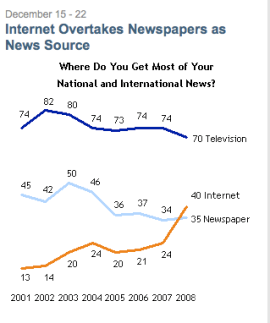 December 15 - 22
Internet Overtakes Newspapers as
News Source
Where Do You Get Most of Your
National and International News?
74 82 80 74 73 74 74 70 Television
45 42 50 46 36 37 34 35 Newspaper
13 14 20 24 20 21 24 40 Internet
2001 2002 2003 2004 2005 2006 2007 2008